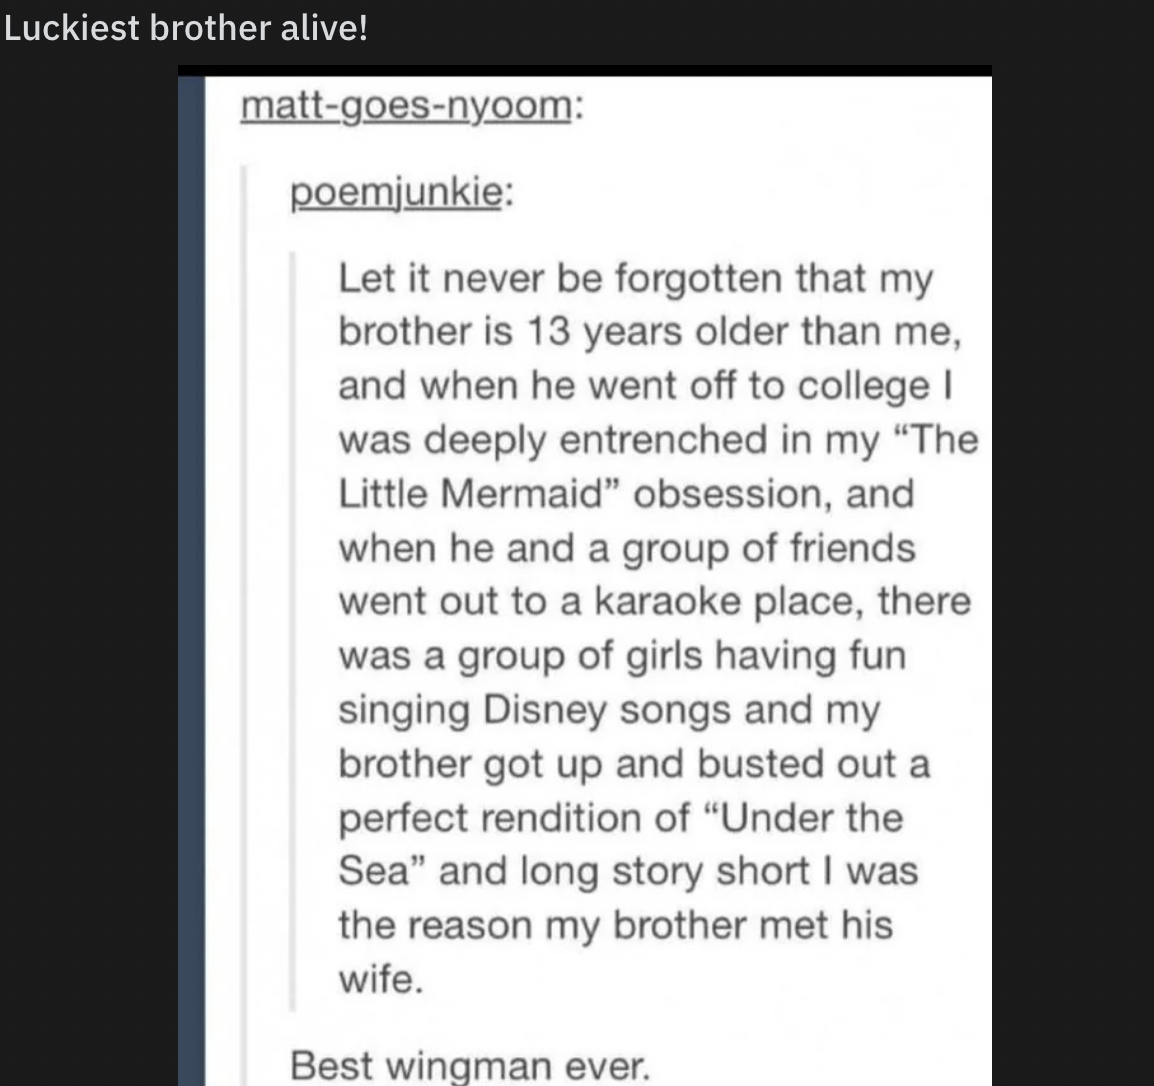 Luckiest brother alive!
matt-goes-nyoom:
poemjunkie:
Let it never be forgotten that my
brother is 13 years older than me,
and when he went off to college I
was deeply entrenched in my “The
Little Mermaid” obsession, and
when he and a group of friends
went out to a karaoke place, there
was a group of girls having fun
singing Disney songs and my
brother got up and busted out a
perfect rendition of “Under the
Sea” and long story short I was
the reason my brother met his
wife.
Best wingman ever.